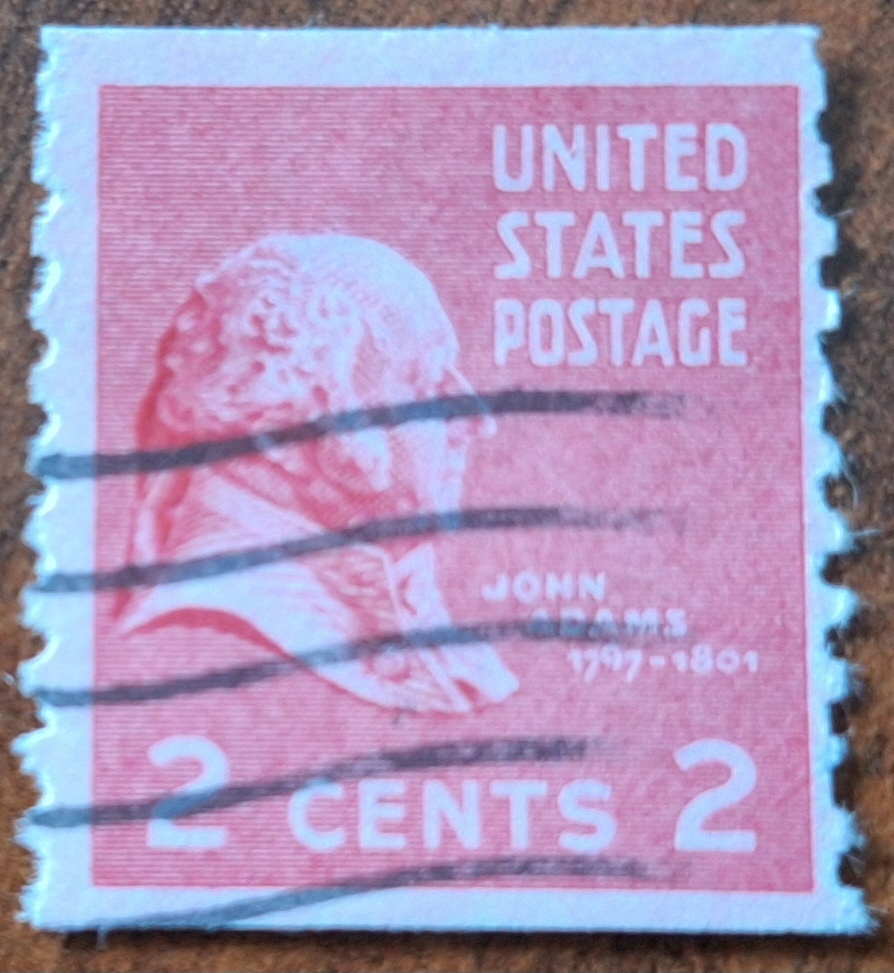 UNITED
STATES
POSTAGE
JOHN
ADAMS
1797-1801
2 CENTS 2